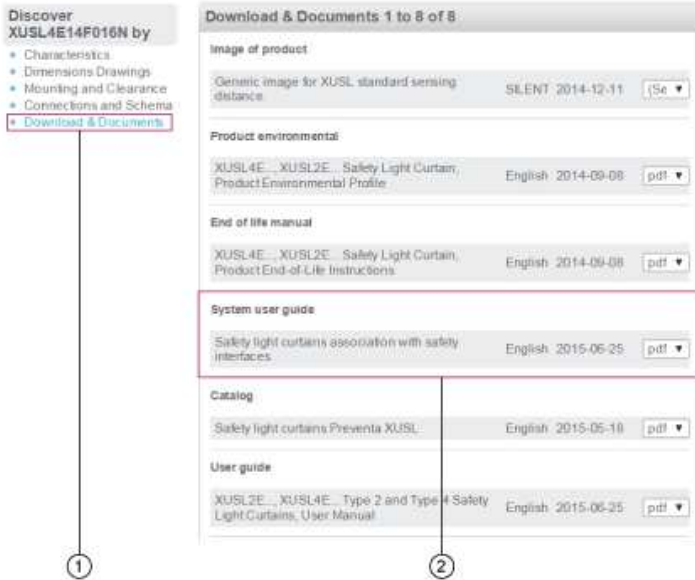 Discover
XUSL4E14F016N by
Characteristics
Dimensions Drawings
Mounting and Clearance
Connections and Schema
Download & Documents
Download & Documents 1 to 8 of 8
Image of product
Generic image for XUSL standard sensing
distance
SILENT 2014-12-11 (Se
Product environmental
XUSL4E..., XUSL2E... Safety Light Curtain,
Product Environmental Profile
English 2014-09-08 pdf
End of life manual
XUSL4E..., XUSL2E... Safety Light Curtain,
Product End-of-Life Instructions
English 2014-09-08 pdf
System user guide
Safety light curtains association with safety
interfaces
English 2015-06-25 pdf
Catalog
Safety light curtains Preventa XUSL English 2015-05-18 pdf
User guide
XUSL2E..., XUSL4E... Type 2 and Type 4 Safety
Light Curtains, User Manual
English 2015-06-25 pdf
1
2